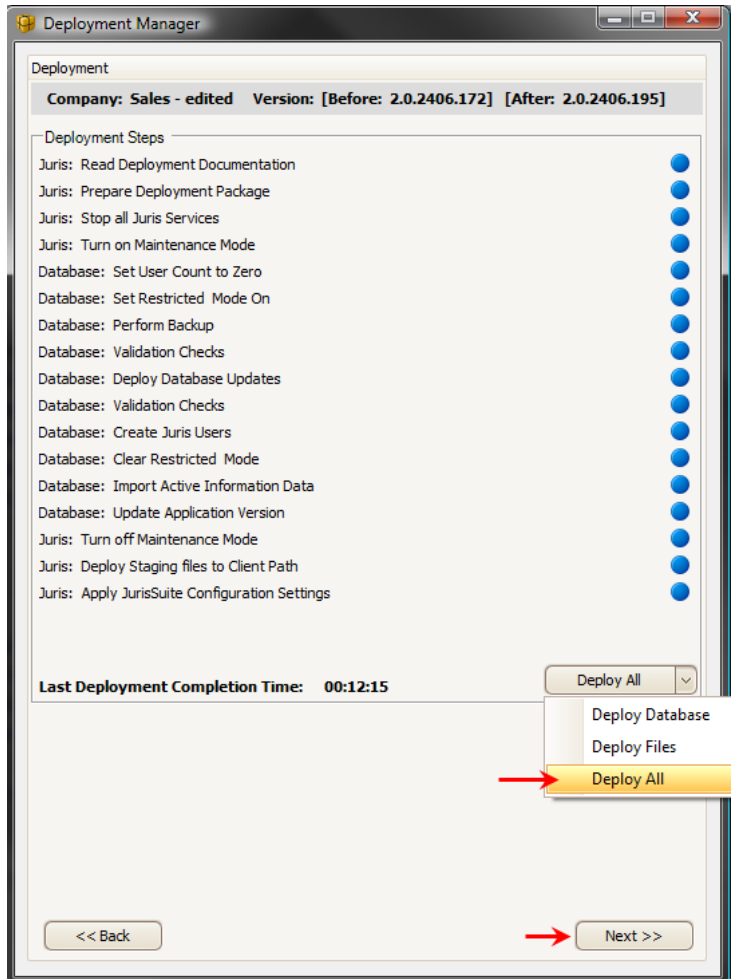 Deployment Manager
Deployment
Company: Sales - edited Version: [Before: 2.0.2406.172] [After: 2.0.2406.195]
Deployment Steps
Juris: Read Deployment Documentation
Juris: Prepare Deployment Package
Juris: Stop all Juris Services
Juris: Turn on Maintenance Mode
Database: Set User Count to Zero
Database: Set Restricted Mode On
Database: Perform Backup
Database: Validation Checks
Database: Deploy Database Updates
Database: Validation Checks
Database: Create Juris Users
Database: Clear Restricted Mode
Database: Import Active Information Data
Database: Update Application Version
Juris: Turn off Maintenance Mode
Juris: Deploy Staging files to Client Path
Juris: Apply JurisSuite Configuration Settings
Last Deployment Completion Time: 00:12:15 Deploy All
Deploy Database
Deploy Files
Deploy All
<< Back Next >>